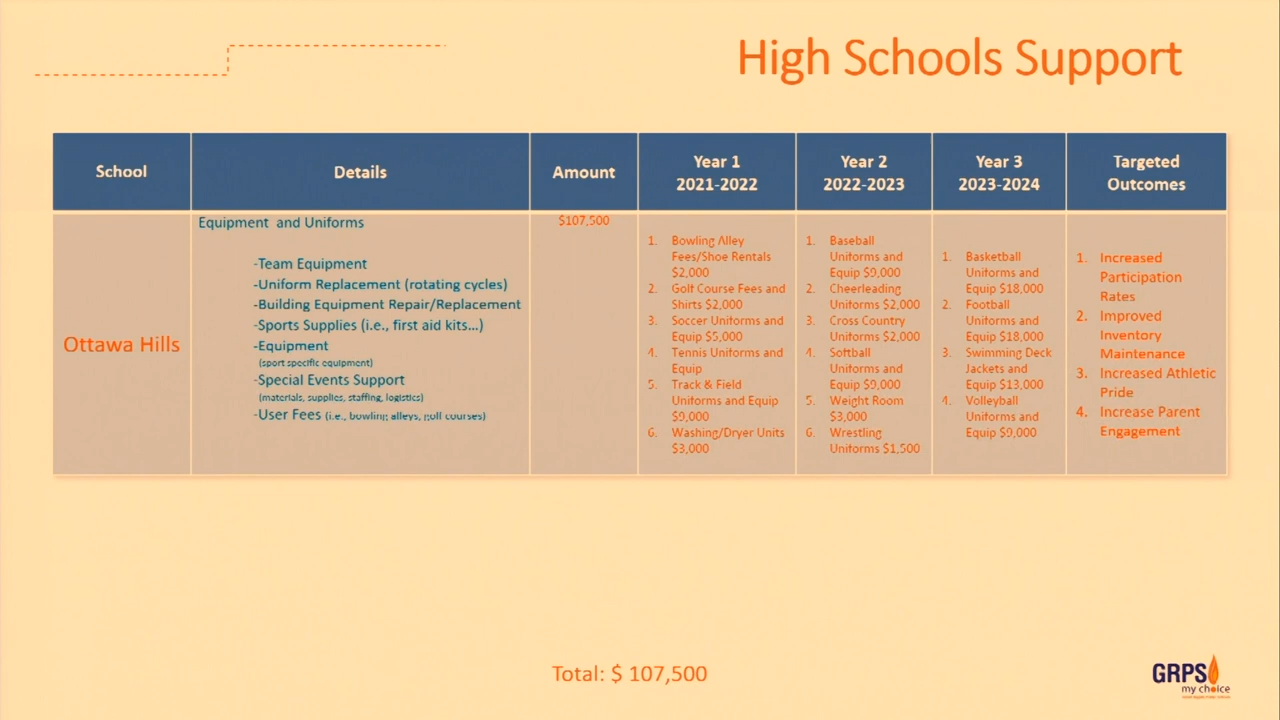 High Schools Support
School
Details
Amount
Year 1
2021-2022
Year 2
2022-2023
Year 3
2023-2024
Targeted
Outcomes
Ottawa Hills
Equipment and Uniforms
-Team Equipment
-Uniform Replacement (rotating cycles)
-Building Equipment Repair/Replacement
-Sports Supplies (i.e., first aid kits...)
-Equipment
(sport specific equipment)
-Special Events Support
(materials, supplies, staffing, logistics)
-User Fees (i.e., bowling alleys, golf courses)
$107,500
1. Bowling Alley
Fees/Shoe Rentals
$2,000
2. Golf Course Fees and
Shirts $2,000
3. Soccer Uniforms and
Equip $5,000
4. Tennis Uniforms and
Equip
5. Track & Field
Uniforms and Equip
$9,000
6. Washing/Dryer Units
$3,000
1. Baseball
Uniforms and
Equip $9,000
2. Cheerleading
Uniforms $2,000
3. Cross Country
Uniforms $2,000
4. Softball
Uniforms and
Equip $9,000
5. Weight Room
$3,000
6. Wrestling
Uniforms $1,500
1. Basketball
Uniforms and
Equip $18,000
2. Football
Uniforms and
Equip $18,000
3. Swimming Deck
Jackets and
Equip $13,000
4. Volleyball
Uniforms and
Equip $9,000
1. Increased
Participation
Rates
2. Improved
Inventory
Maintenance
3. Increased Athletic
Pride
4. Increase Parent
Engagement
Total: $ 107,500
GRPS
my choice